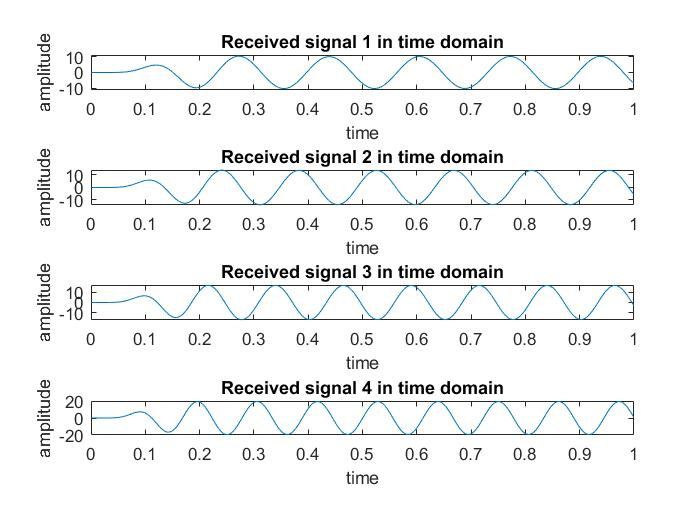 Received signal 1 in time domain
amplitude
10
0
-10
0 0.1 0.2 0.3 0.4 0.5 0.6 0.7 0.8 0.9 1
time
Received signal 2 in time domain
amplitude
10
0
-10
0 0.1 0.2 0.3 0.4 0.5 0.6 0.7 0.8 0.9 1
time
Received signal 3 in time domain
amplitude
10
0
-10
0 0.1 0.2 0.3 0.4 0.5 0.6 0.7 0.8 0.9 1
time
Received signal 4 in time domain
amplitude
20
0
-20
0 0.1 0.2 0.3 0.4 0.5 0.6 0.7 0.8 0.9 1
time